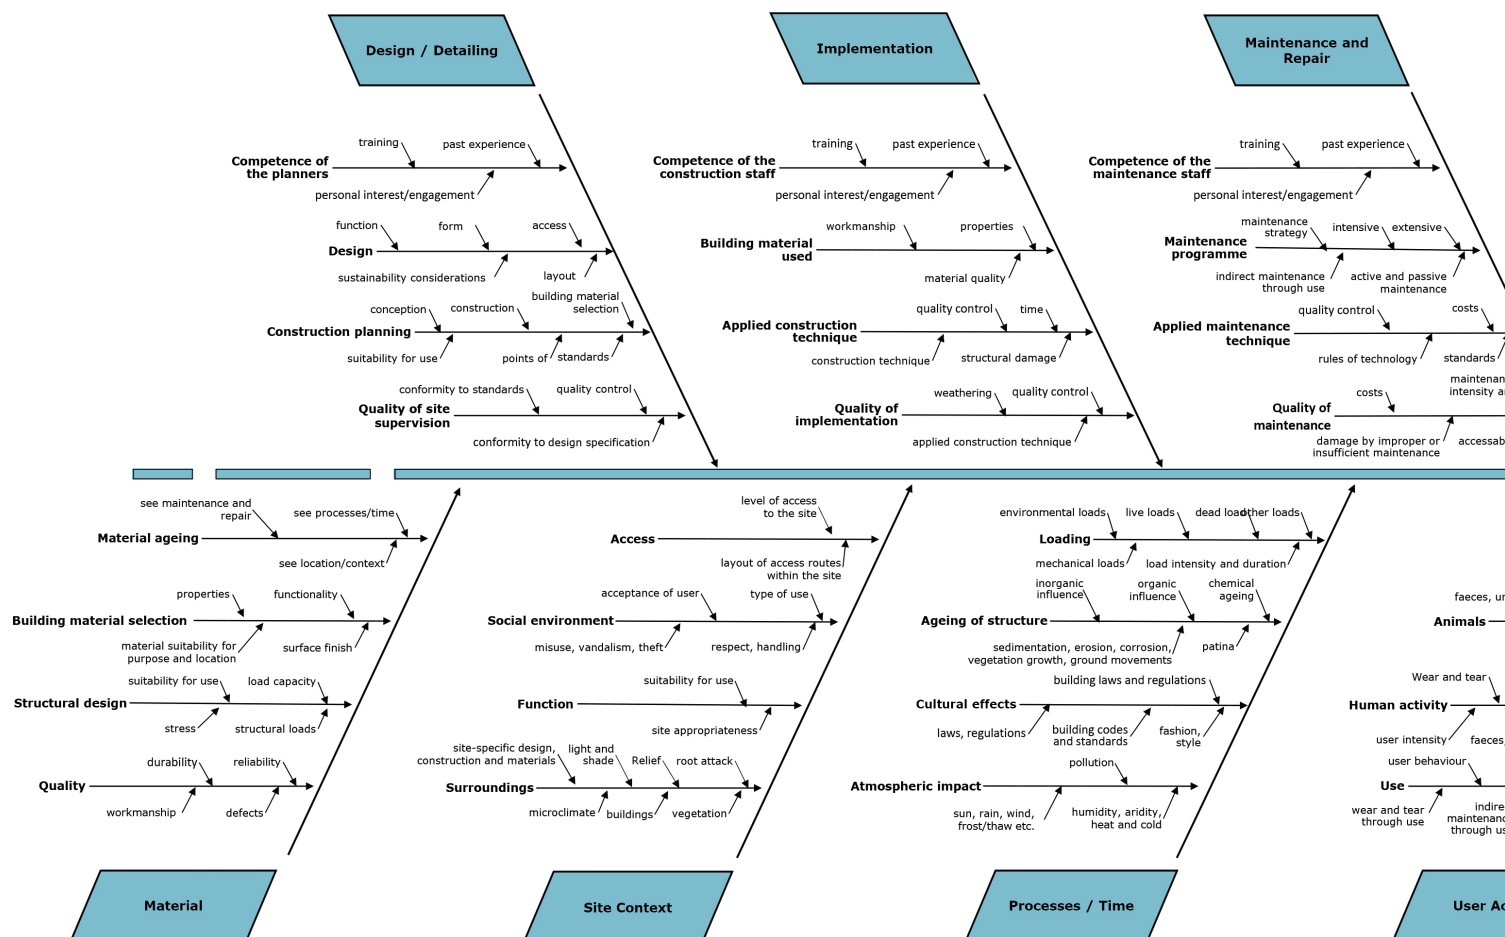 Design / Detailing
Implementation
Maintenance and
Repair
training
past experience
Competence of
the planners
personal interest/engagement
function
form
access
Design
sustainability considerations
layout
conception
construction
building material
selection
Construction planning
suitability for use
points of
standards
conformity to standards
quality control
Quality of site
supervision
conformity to design specification
training
past experience
Competence of the
construction staff
personal interest/engagement
workmanship
properties
Building material
used
material quality
quality control
time
Applied construction
technique
construction technique
structural damage
weathering
quality control
Quality of
implementation
applied construction technique
training
past experience
Competence of the
maintenance staff
personal interest/engagement
maintenance
strategy
intensive
extensive
Maintenance
programme
indirect maintenance
through use
active and passive
maintenance
quality control
costs
Applied maintenance
technique
rules of technology
standards
maintenan
intensity a
costs
Quality of
maintenance
damage by improper or
insufficient maintenance
accessab
see maintenance and
repair
see processes/time
Material ageing
see location/context
properties
functionality
Building material selection
material suitability for
purpose and location
surface finish
suitability for use
load capacity
Structural design
stress
structural loads
durability
reliability
Quality
workmanship
defects
Material
level of access
to the site
Access
layout of access routes
within the site
acceptance of user
type of use
Social environment
misuse, vandalism, theft
respect, handling
suitability for use
Function
site appropriateness
site-specific design,
construction and materials
light and
shade
Relief
root attack
Surroundings
microclimate
buildings
vegetation
Site Context
environmental loads
live loads
dead load
other loads
Loading
mechanical loads
load intensity and duration
inorganic
influence
organic
influence
chemical
ageing
Ageing of structure
sedimentation, erosion, corrosion,
vegetation growth, ground movements
patina
building laws and regulations
Cultural effects
laws, regulations
building codes
and standards
fashion,
style
pollution
Atmospheric impact
sun, rain, wind,
frost/thaw etc.
humidity, aridity,
heat and cold
Processes / Time
faeces, ur
Animals
Wear and tear
Human activity
user intensity
faeces,
user behaviour
Use
wear and tear
through use
indire
maintenanc
through us
User Ac